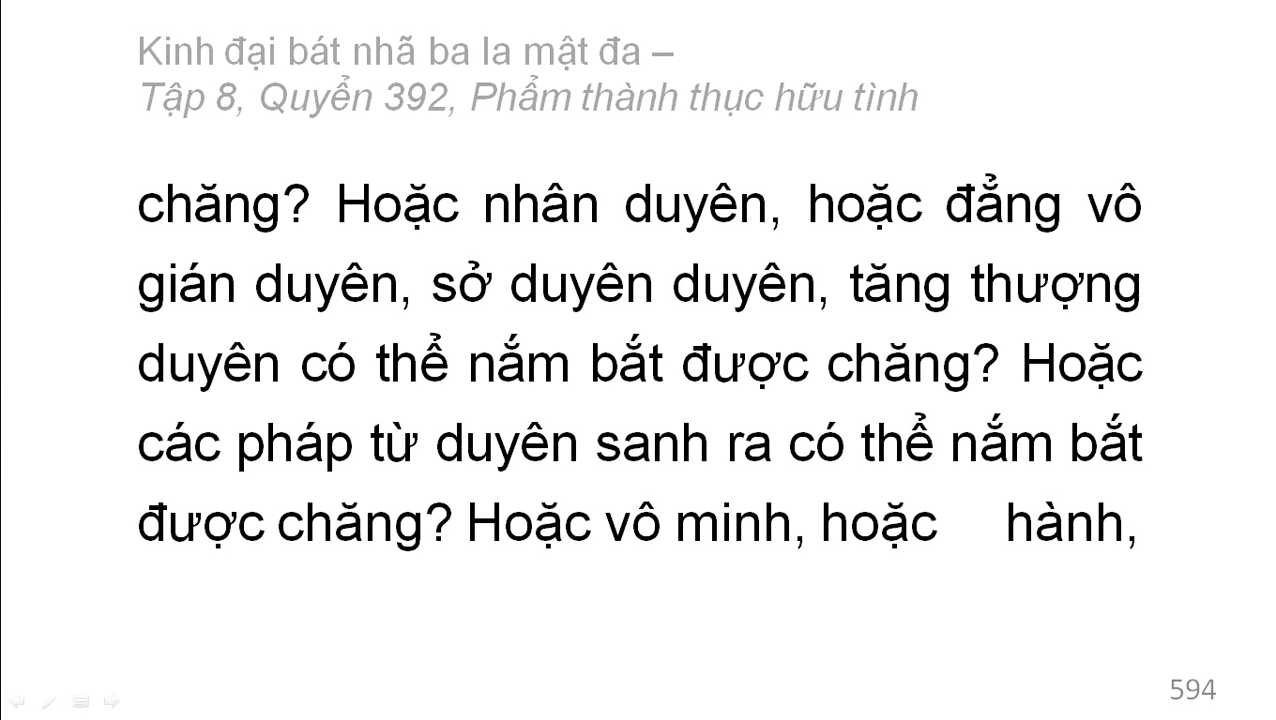 Kinh đại bát nhã ba la mật đa –
Tập 8, Quyển 392, Phẩm thành thục hữu tình
chăng? Hoặc nhân duyên, hoặc đẳng vô
gián duyên, sở duyên duyên, tăng thượng
duyên có thể nắm bắt được chăng? Hoặc
các pháp từ duyên sanh ra có thể nắm bắt
được chăng? Hoặc vô minh, hoặc hành,
594